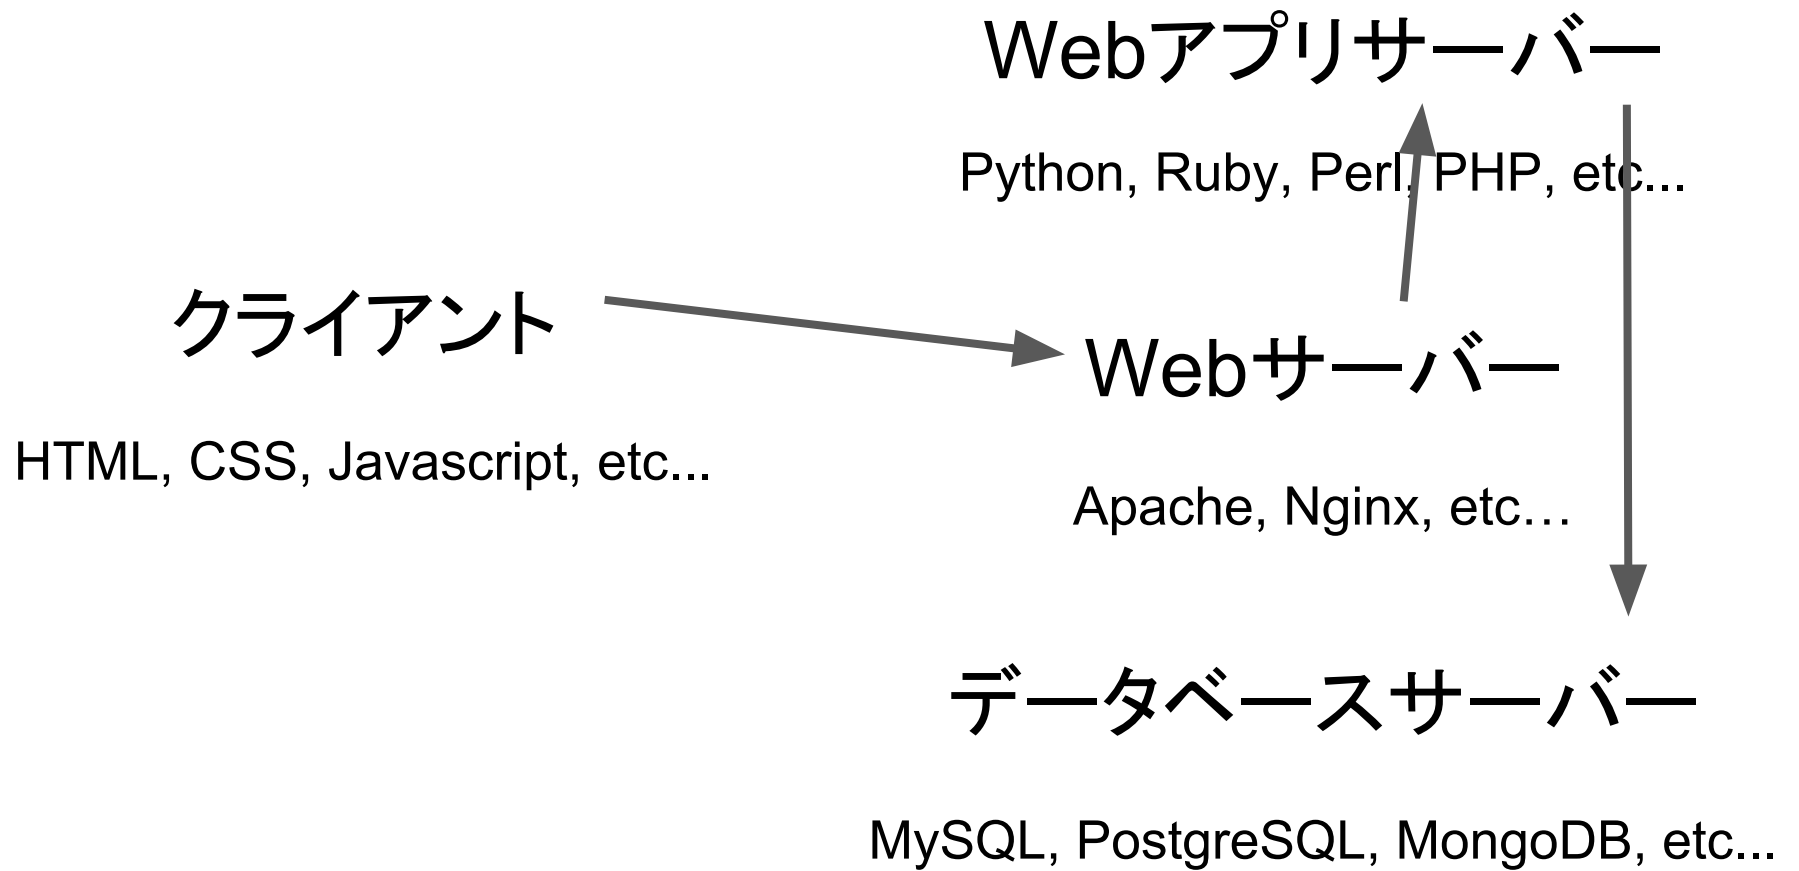 Webアプリサーバー
Python, Ruby, Perl, PHP, etc...
クライアント
HTML, CSS, Javascript, etc...
Webサーバー
Apache, Nginx, etc…
データベースサーバー
MySQL, PostgreSQL, MongoDB, etc...